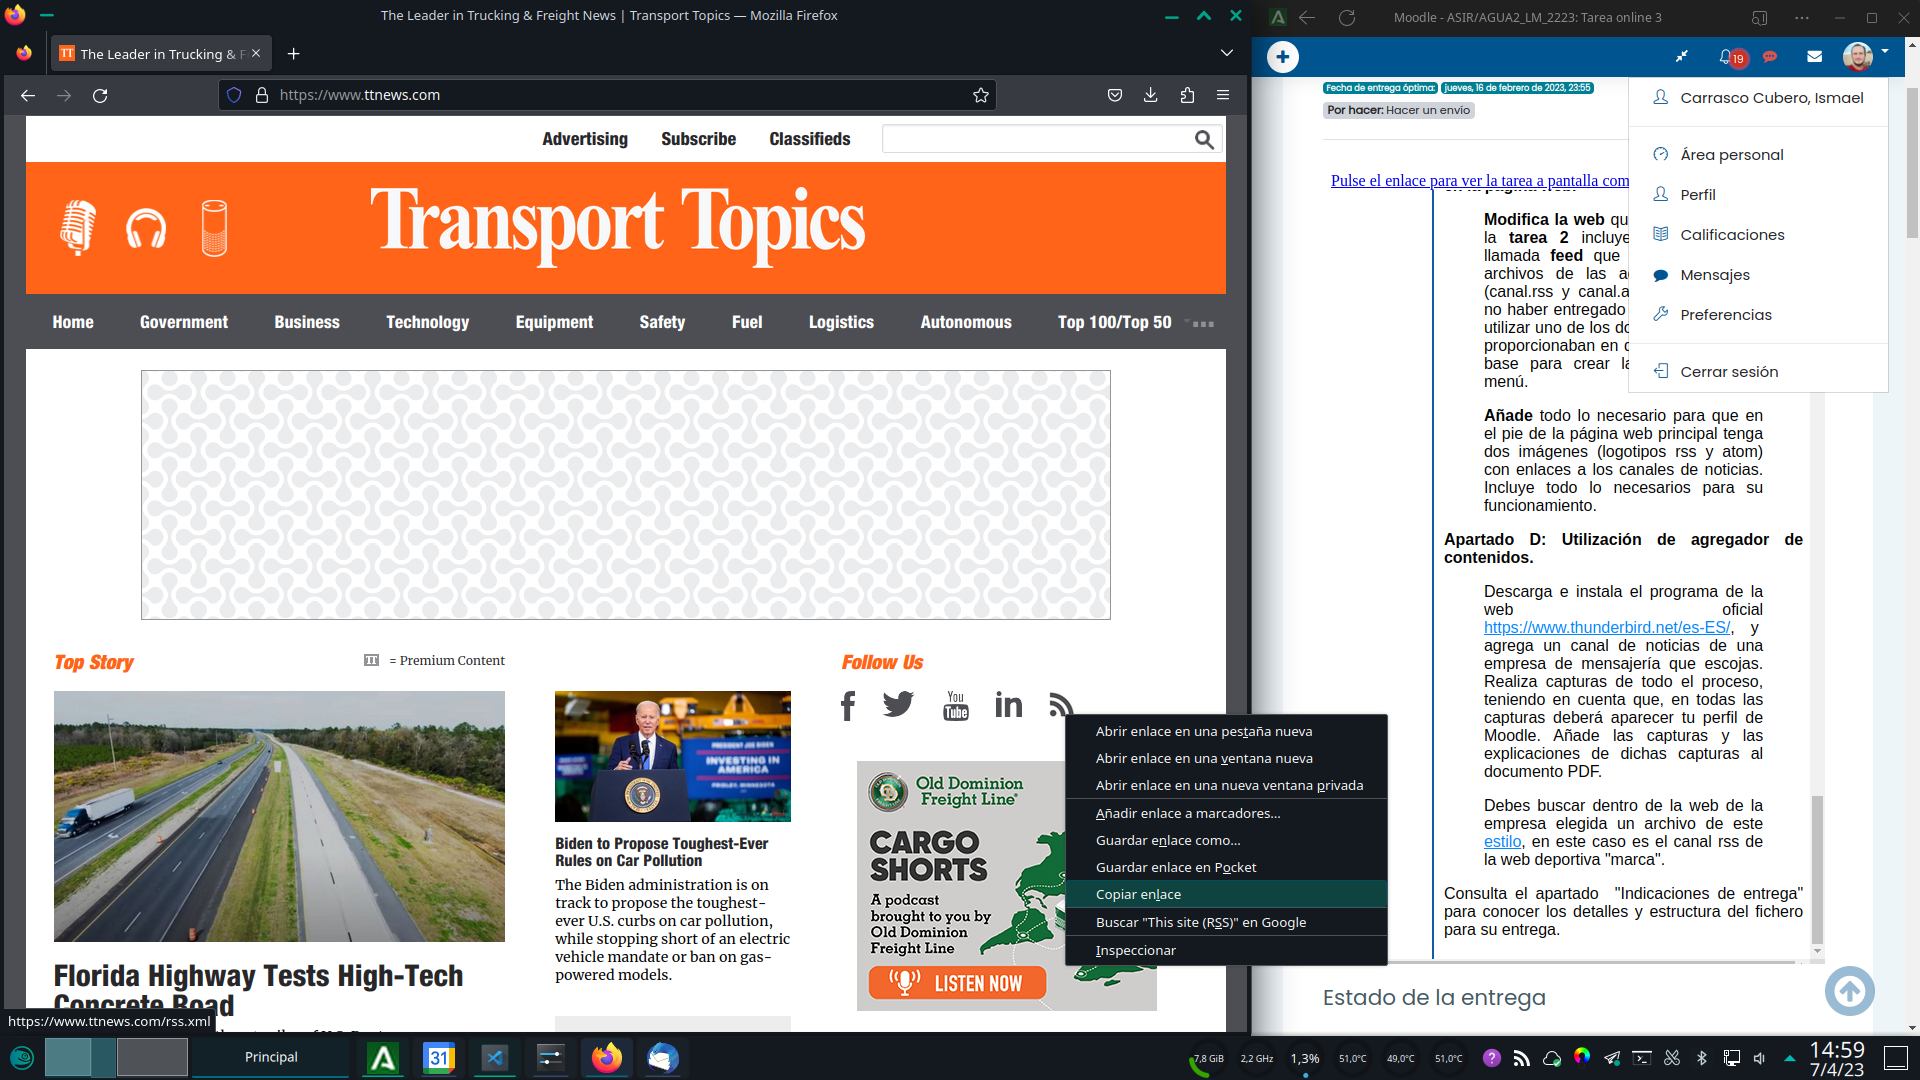 The Leader in Trucking & Freight News | Transport Topics — Mozilla Firefox
The Leader in Trucking & F
https://www.ttnews.com
Advertising
Subscribe
Classifieds
Transport Topics
Home
Government
Business
Technology
Equipment
Safety
Fuel
Logistics
Autonomous
Top 100/Top 50
Top Story
TT = Premium Content
Florida Highway Tests High-Tech
Concrete Road
https://www.ttnews.com/rss.xml
PRESIDENT JOE BIDEN
INVESTING IN
AMERICA
Biden to Propose Toughest-Ever
Rules on Car Pollution
The Biden administration is on
track to propose the toughest-
ever U.S. curbs on car pollution,
while stopping short of an electric
vehicle mandate or ban on gas-
powered models.
Follow Us
You
Tube
Old Dominion
Freight Line
CARGO
SHORTS
A podcast
brought to you by
Old Dominion
Freight Line
LISTEN NOW
Abrir enlace en una pestaña nueva
Abrir enlace en una ventana nueva
Abrir enlace en una nueva ventana privada
Añadir enlace a marcadores...
Guardar enlace como...
Guardar enlace en Pocket
Copiar enlace
Buscar "This site (RSS)" en Google
Inspeccionar
Moodle - ASIR/AGUA2_LM_2223: Tarea online 3
19
Fecha de entrega óptima: jueves, 16 de febrero de 2023, 23:55
Por hacer: Hacer un envío
Pulse el enlace para ver la tarea a pantalla com
Modifica la web qu
la tarea 2 incluye
llamada feed que
archivos de las a
(canal.rss y canal.a
no haber entregado
utilizar uno de los do
proporcionaban en
base para crear la
menú.
Carrasco Cubero, Ismael
Área personal
Perfil
Calificaciones
Mensajes
Preferencias
Cerrar sesión
Añade todo lo necesario para que en
el pie de la página web principal tenga
dos imágenes (logotipos rss y atom)
con enlaces a los canales de noticias.
Incluye todo lo necesarios para su
funcionamiento.
Apartado D: Utilización de agregador de
contenidos.
Descarga e instala el programa de la
web oficial
https://www.thunderbird.net/es-ES/, y
agrega un canal de noticias de una
empresa de mensajería que escojas.
Realiza capturas de todo el proceso,
teniendo en cuenta que, en todas las
capturas deberá aparecer tu perfil de
Moodle. Añade las capturas y las
explicaciones de dichas capturas al
documento PDF.
Debes buscar dentro de la web de la
empresa elegida un archivo de este
estilo, en este caso es el canal rss de
la web deportiva "marca".
Consulta el apartado "Indicaciones de entrega"
para conocer los detalles y estructura del fichero
para su entrega.
Estado de la entrega
Principal
31
7,8 GiB
2,2 GHz
1,3%
51,0°C
49,0°C
51,0°C
14:59
7/4/23